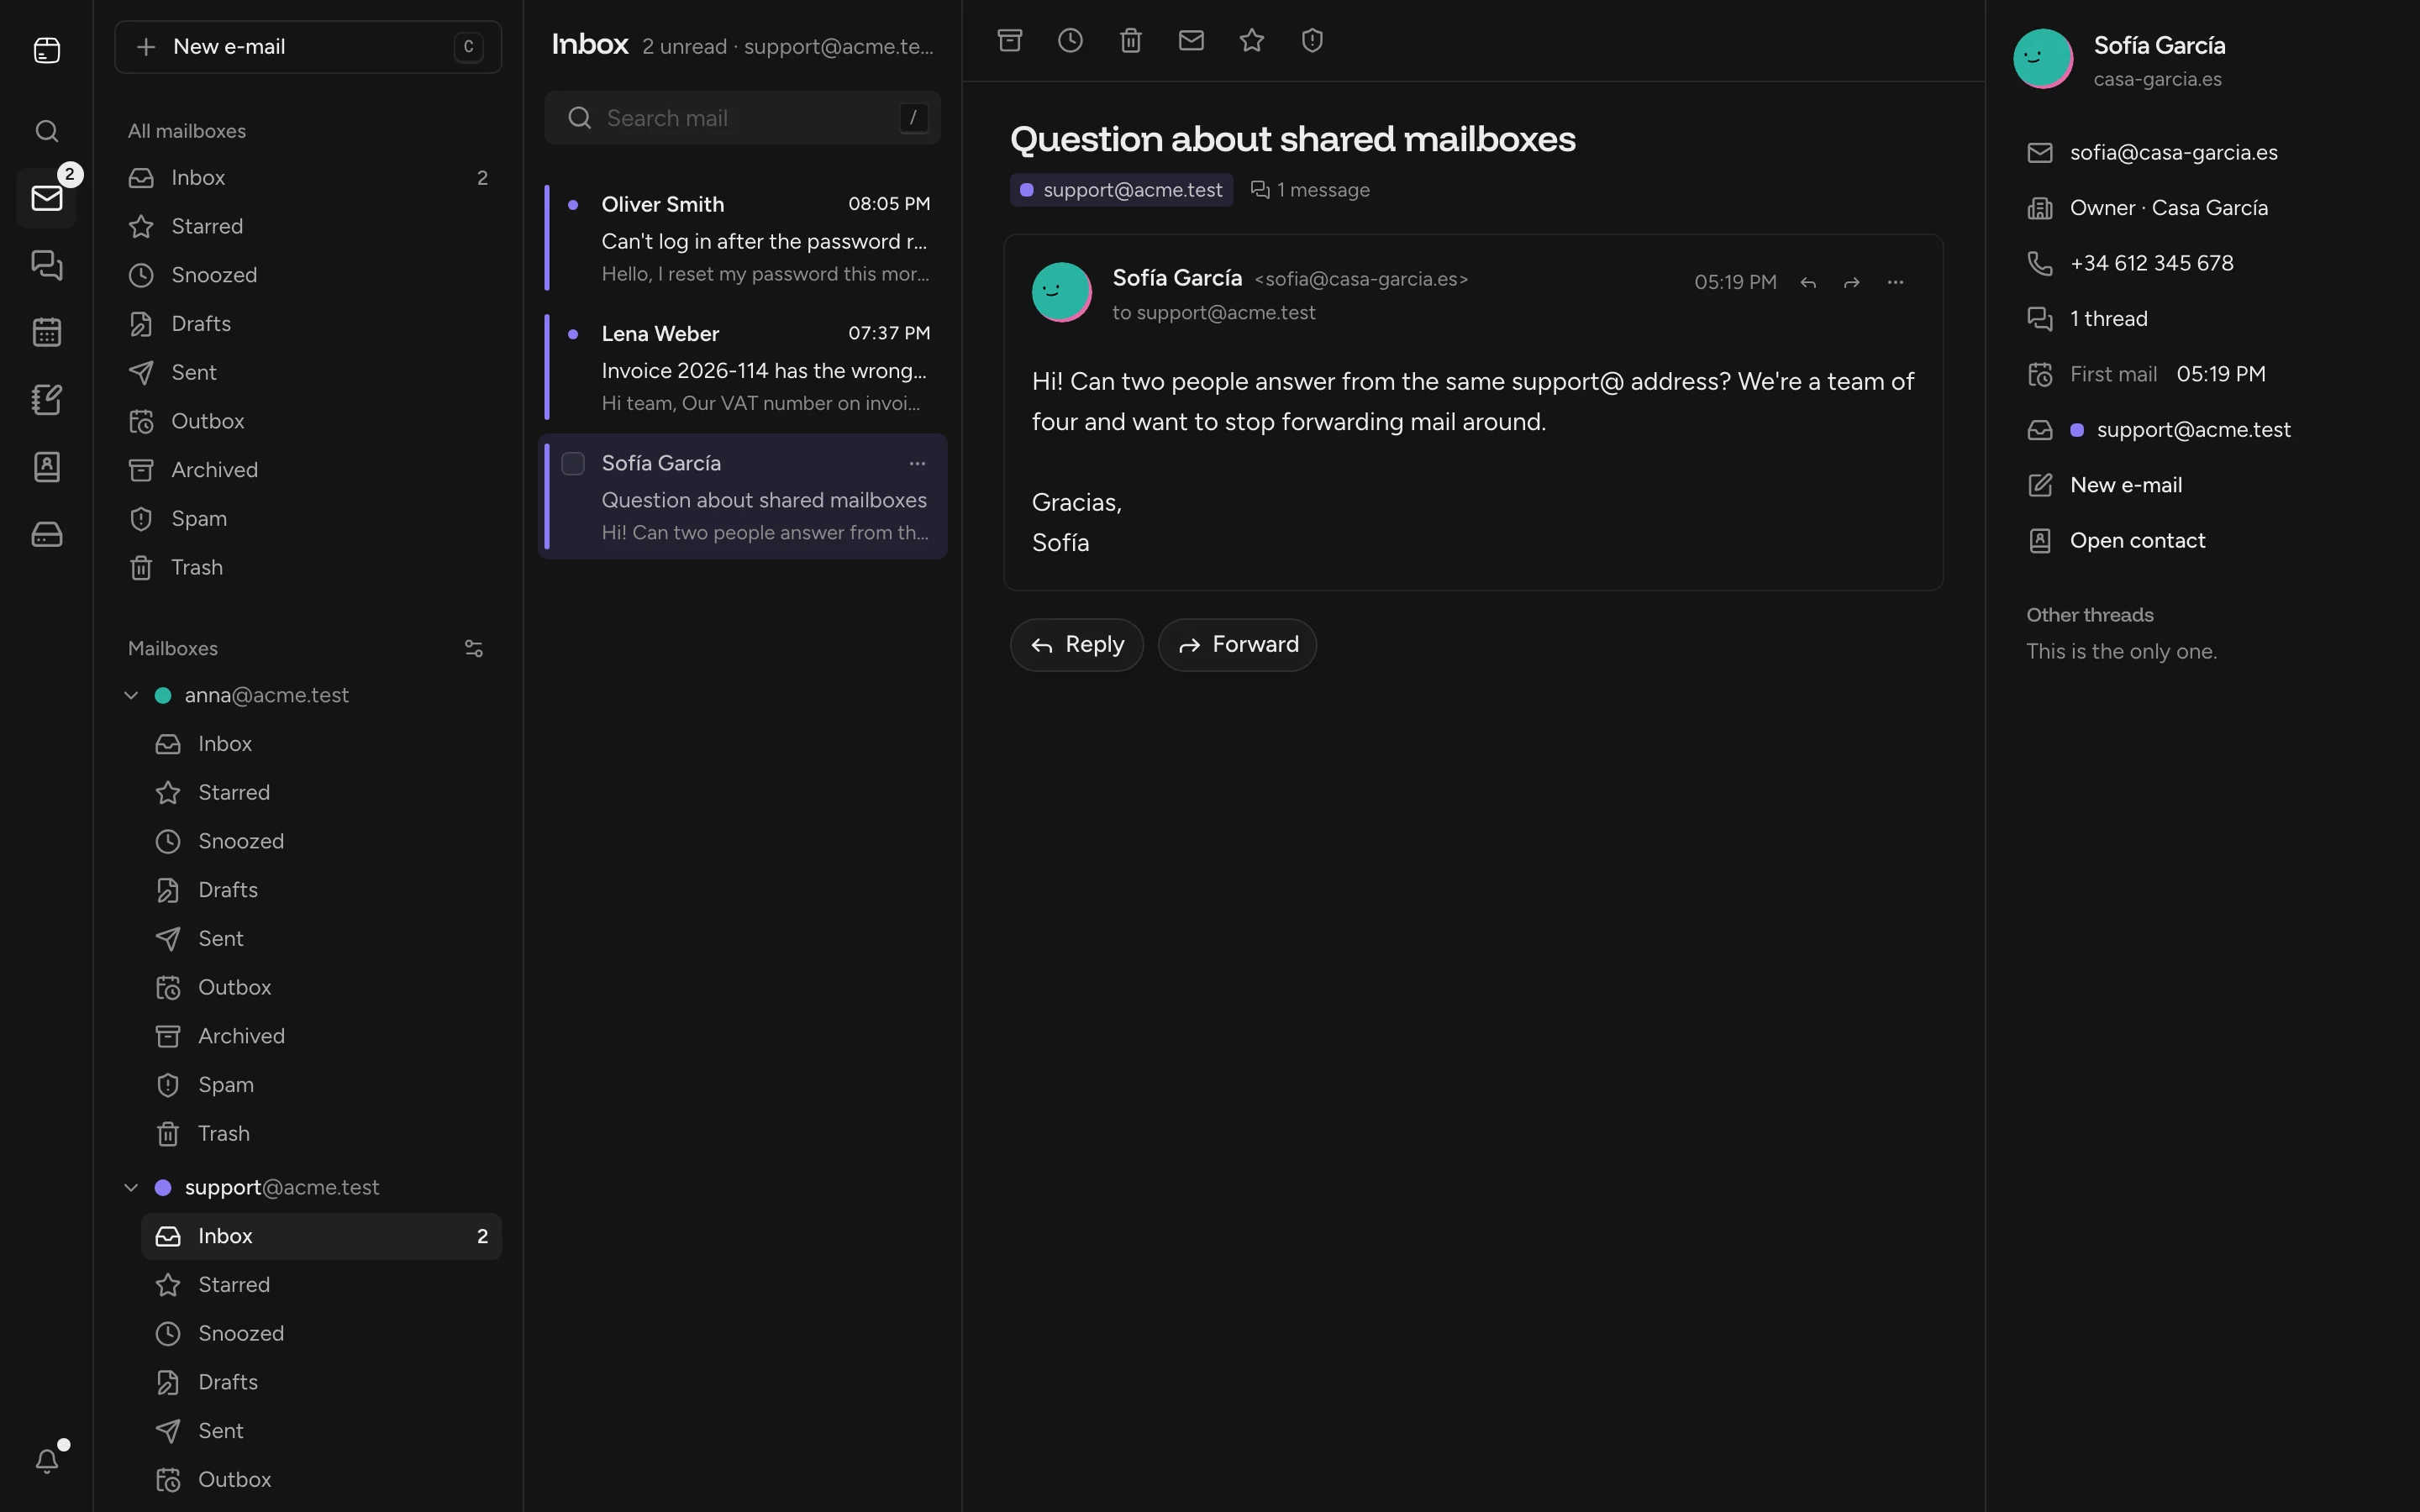 2
New e-mail
C
All mailboxes
Inbox 2
Starred
Snoozed
Drafts
Sent
Outbox
Archived
Spam
Trash
Mailboxes
anna@acme.test
Inbox
Starred
Snoozed
Drafts
Sent
Outbox
Archived
Spam
Trash
support@acme.test
Inbox 2
Starred
Snoozed
Drafts
Sent
Outbox
Inbox 2 unread · support@acme.te...
Search mail /
Oliver Smith 08:05 PM
Can't log in after the password r...
Hello, I reset my password this mor...
Lena Weber 07:37 PM
Invoice 2026-114 has the wrong...
Hi team, Our VAT number on invoi...
Sofía García
Question about shared mailboxes
Hi! Can two people answer from th...
Question about shared mailboxes
support@acme.test 1 message
Sofía García <sofia@casa-garcia.es> 05:19 PM
to support@acme.test
Hi! Can two people answer from the same support@ address? We're a team of
four and want to stop forwarding mail around.
Gracias,
Sofía
Reply Forward
Sofía García
casa-garcia.es
sofia@casa-garcia.es
Owner · Casa García
+34 612 345 678
1 thread
First mail 05:19 PM
support@acme.test
New e-mail
Open contact
Other threads
This is the only one.